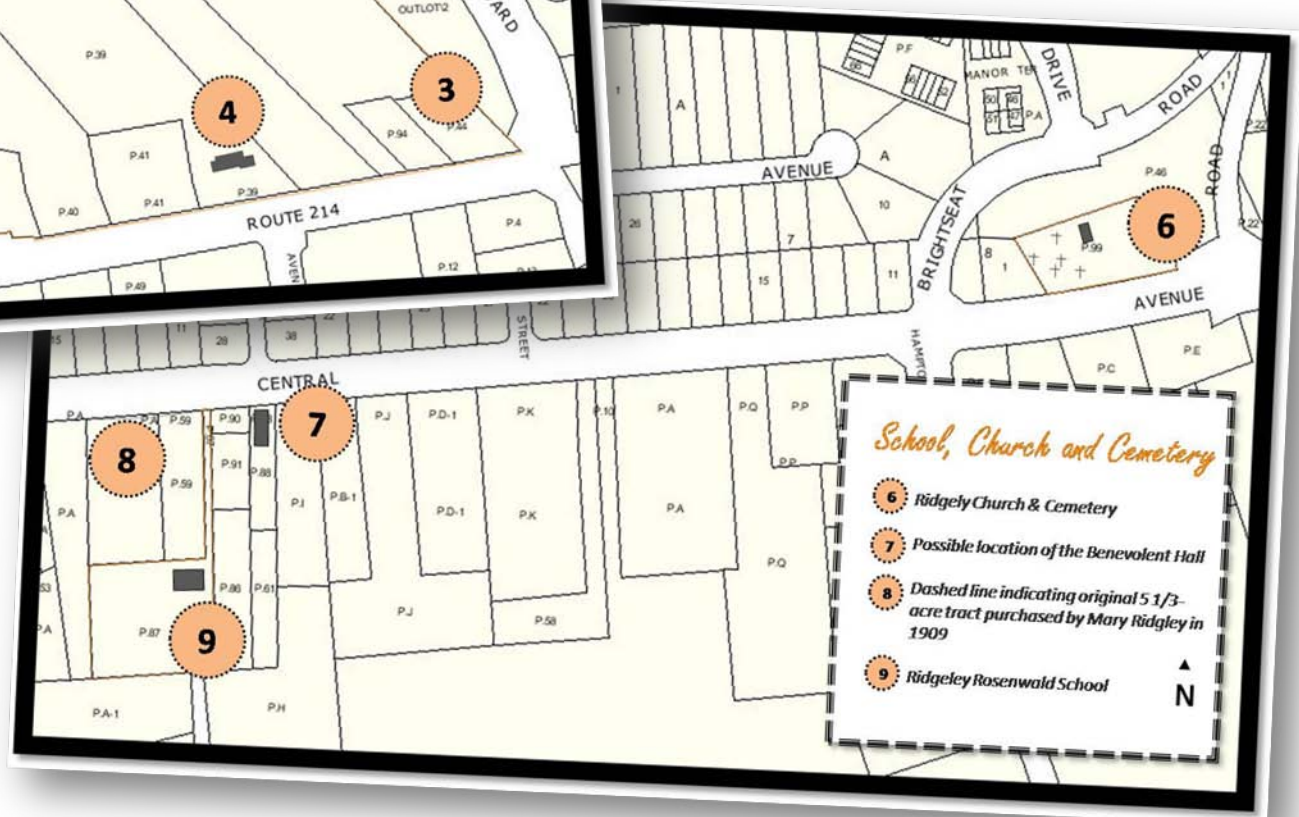 OUTLOT2
P.39
4
3
P.94
P.44
P.41
P.41
P.39
P.40
ROUTE 214
P.4
P.12
P.49
AVEN
P.F
MANOR TER
DRIVE
ROAD
P.A
A
A
AVENUE
10
P.46
ROAD
P.22
P.22
6
P.99
26
7
15
11
BRIGHTSEAT
8
1
AVENUE
11
28
38
STREET
P.C
P.E
CENTRAL
P.A
P.59
P.90
7
P.J
P.D-1
P.K
P.10
P.A
P.Q
P.P
P.P
8
P.59
P.91
P.88
P.I
P.B-1
P.A
P.D-1
P.K
P.A
P.Q
53
P.A
P.86
P.61
P.J
P.58
P.87
9
P.A-1
P.H
School, Church and Cemetery
6 Ridgely Church & Cemetery
7 Possible location of the Benevolent Hall
8 Dashed line indicating original 5 1/3-
acre tract purchased by Mary Ridgley in
1909
9 Ridgeley Rosenwald School
N